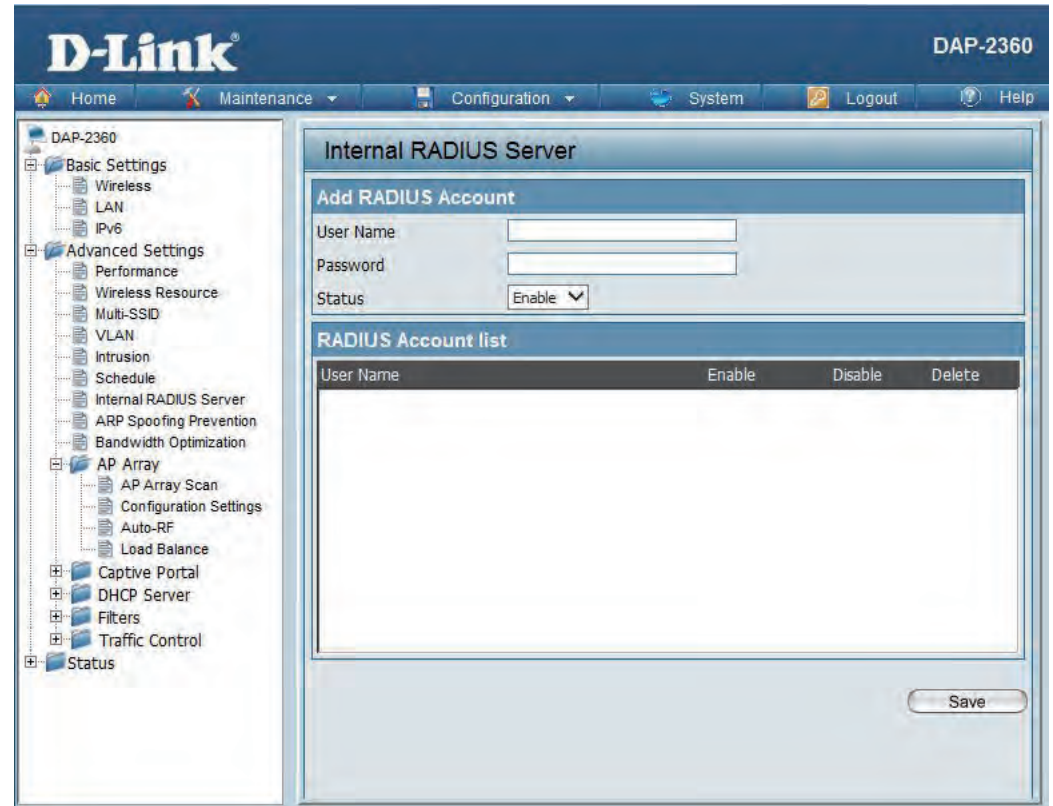 D-Link®
DAP-2360
Home
Maintenance
Configuration
System
Logout
Help
DAP-2360
Basic Settings
Wireless
LAN
IPv6
Advanced Settings
Performance
Wireless Resource
Multi-SSID
VLAN
Intrusion
Schedule
Internal RADIUS Server
ARP Spoofing Prevention
Bandwidth Optimization
AP Array
AP Array Scan
Configuration Settings
Auto-RF
Load Balance
Captive Portal
DHCP Server
Filters
Traffic Control
Status
Internal RADIUS Server
Add RADIUS Account
User Name
Password
Status Enable
RADIUS Account list
User Name Enable Disable Delete
Save